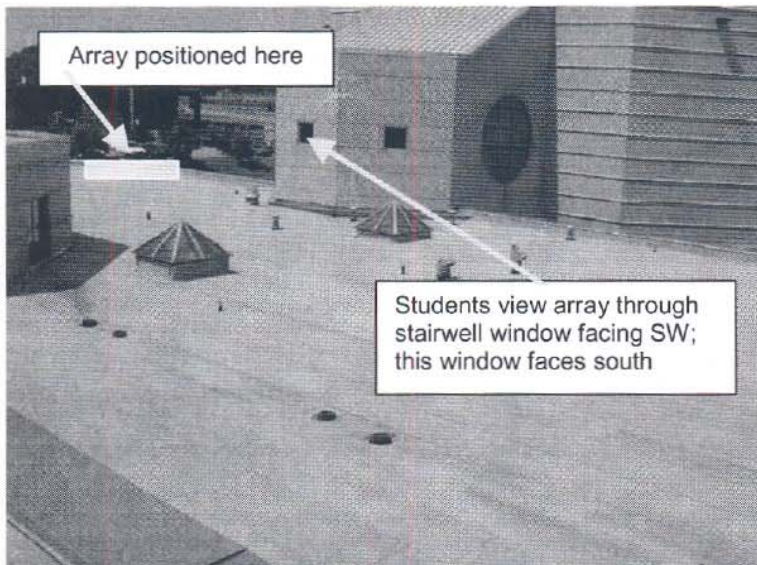 Array positioned here
Students view array through
stairwell window facing SW;
this window faces south